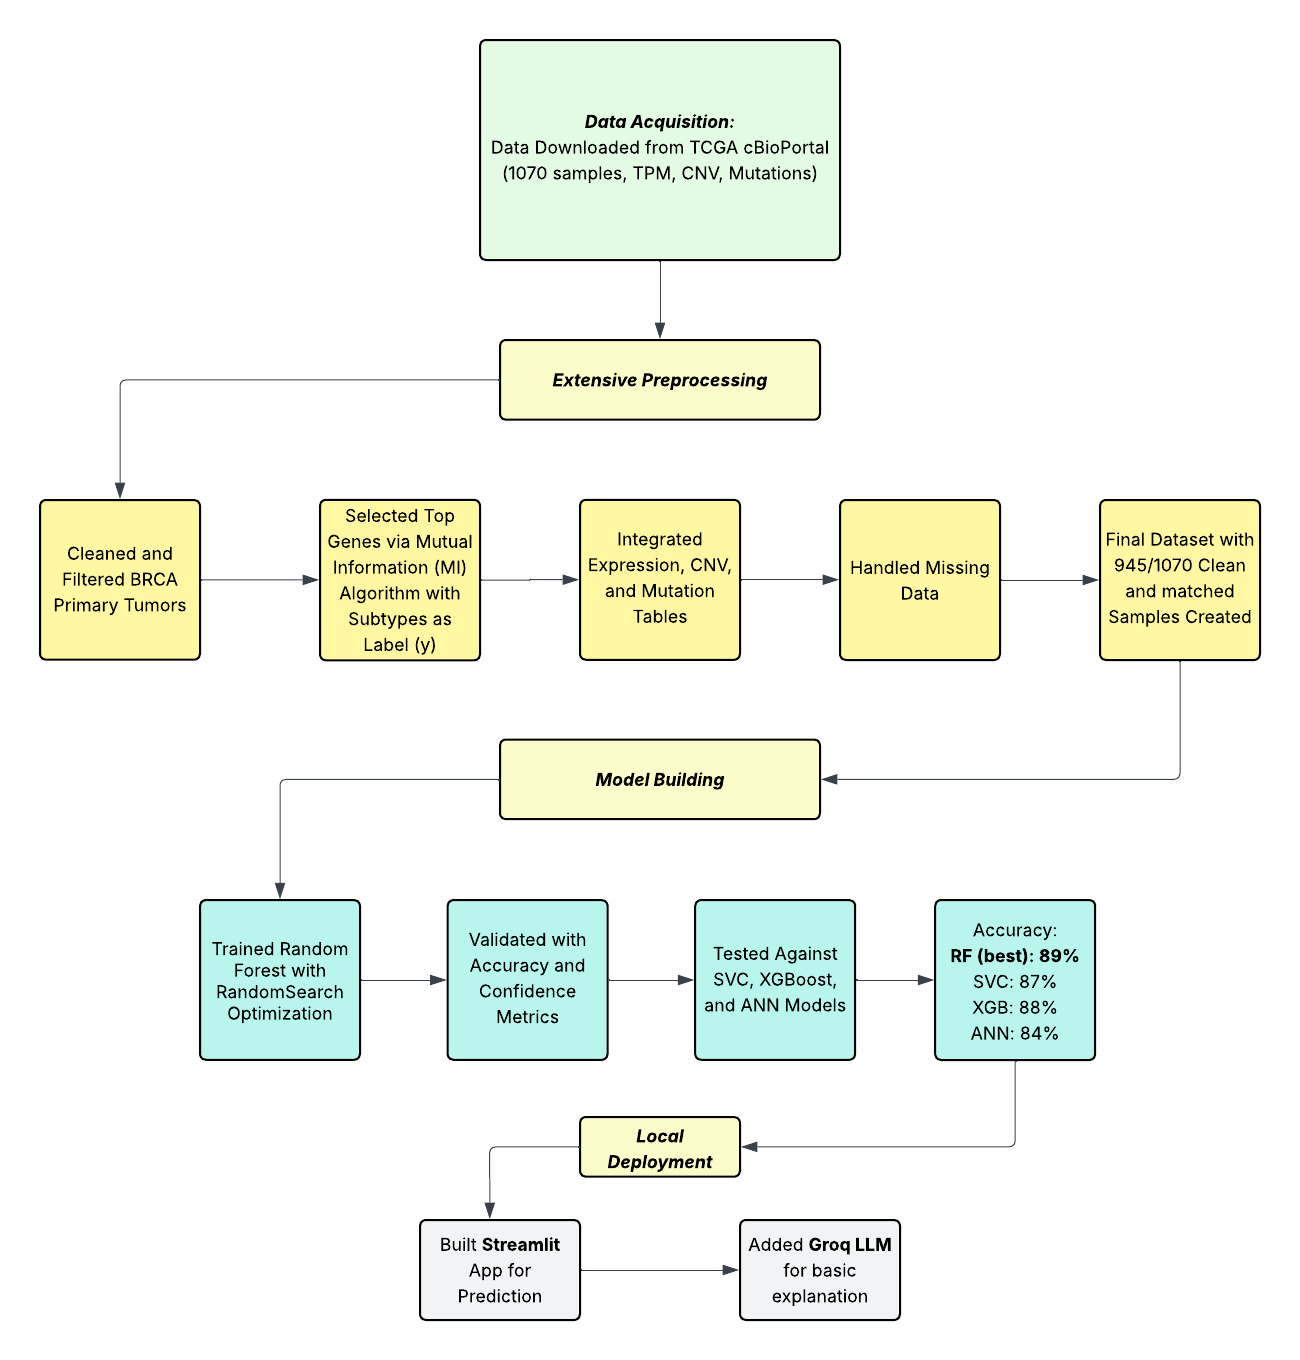 Data Acquisition:
Data Downloaded from TCGA cBioPortal
(1070 samples, TPM, CNV, Mutations)
Extensive Preprocessing
Cleaned and
Filtered BRCA
Primary Tumors
Selected Top
Genes via Mutual
Information (MI)
Algorithm with
Subtypes as
Label (y)
Integrated
Expression, CNV,
and Mutation
Tables
Handled Missing
Data
Final Dataset with
945/1070 Clean
and matched
Samples Created
Model Building
Trained Random
Forest with
RandomSearch
Optimization
Validated with
Accuracy and
Confidence
Metrics
Tested Against
SVC, XGBoost,
and ANN Models
Accuracy:
RF (best): 89%
SVC: 87%
XGB: 88%
ANN: 84%
Local
Deployment
Built Streamlit
App for
Prediction
Added Groq LLM
for basic
explanation